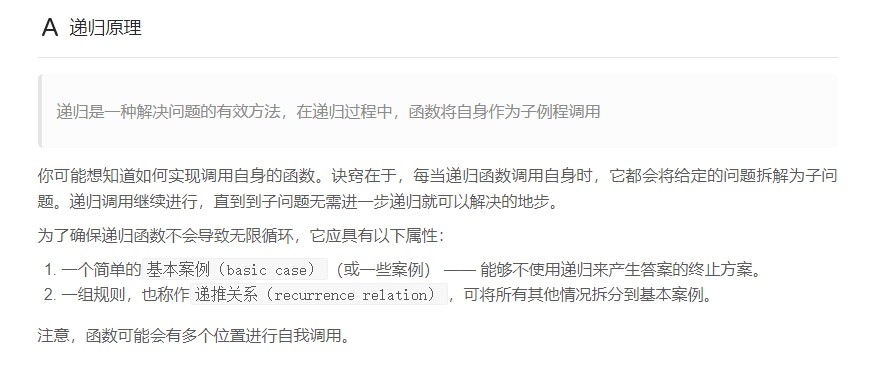 A 递归原理
递归是一种解决问题的有效方法，在递归过程中，函数将自身作为子例程调用
你可能想知道如何实现调用自身的函数。诀窍在于，每当递归函数调用自身时，它都会将给定的问题拆解为子问
题。递归调用继续进行，直到到子问题无需进一步递归就可以解决的地步。
为了确保递归函数不会导致无限循环，它应具有以下属性：
1. 一个简单的 基本案例（basic case） （或一些案例） —— 能够不使用递归来产生答案的终止方案。
2. 一组规则，也称作 递推关系（recurrence relation） ，可将所有其他情况拆分到基本案例。
注意，函数可能会有多个位置进行自我调用。